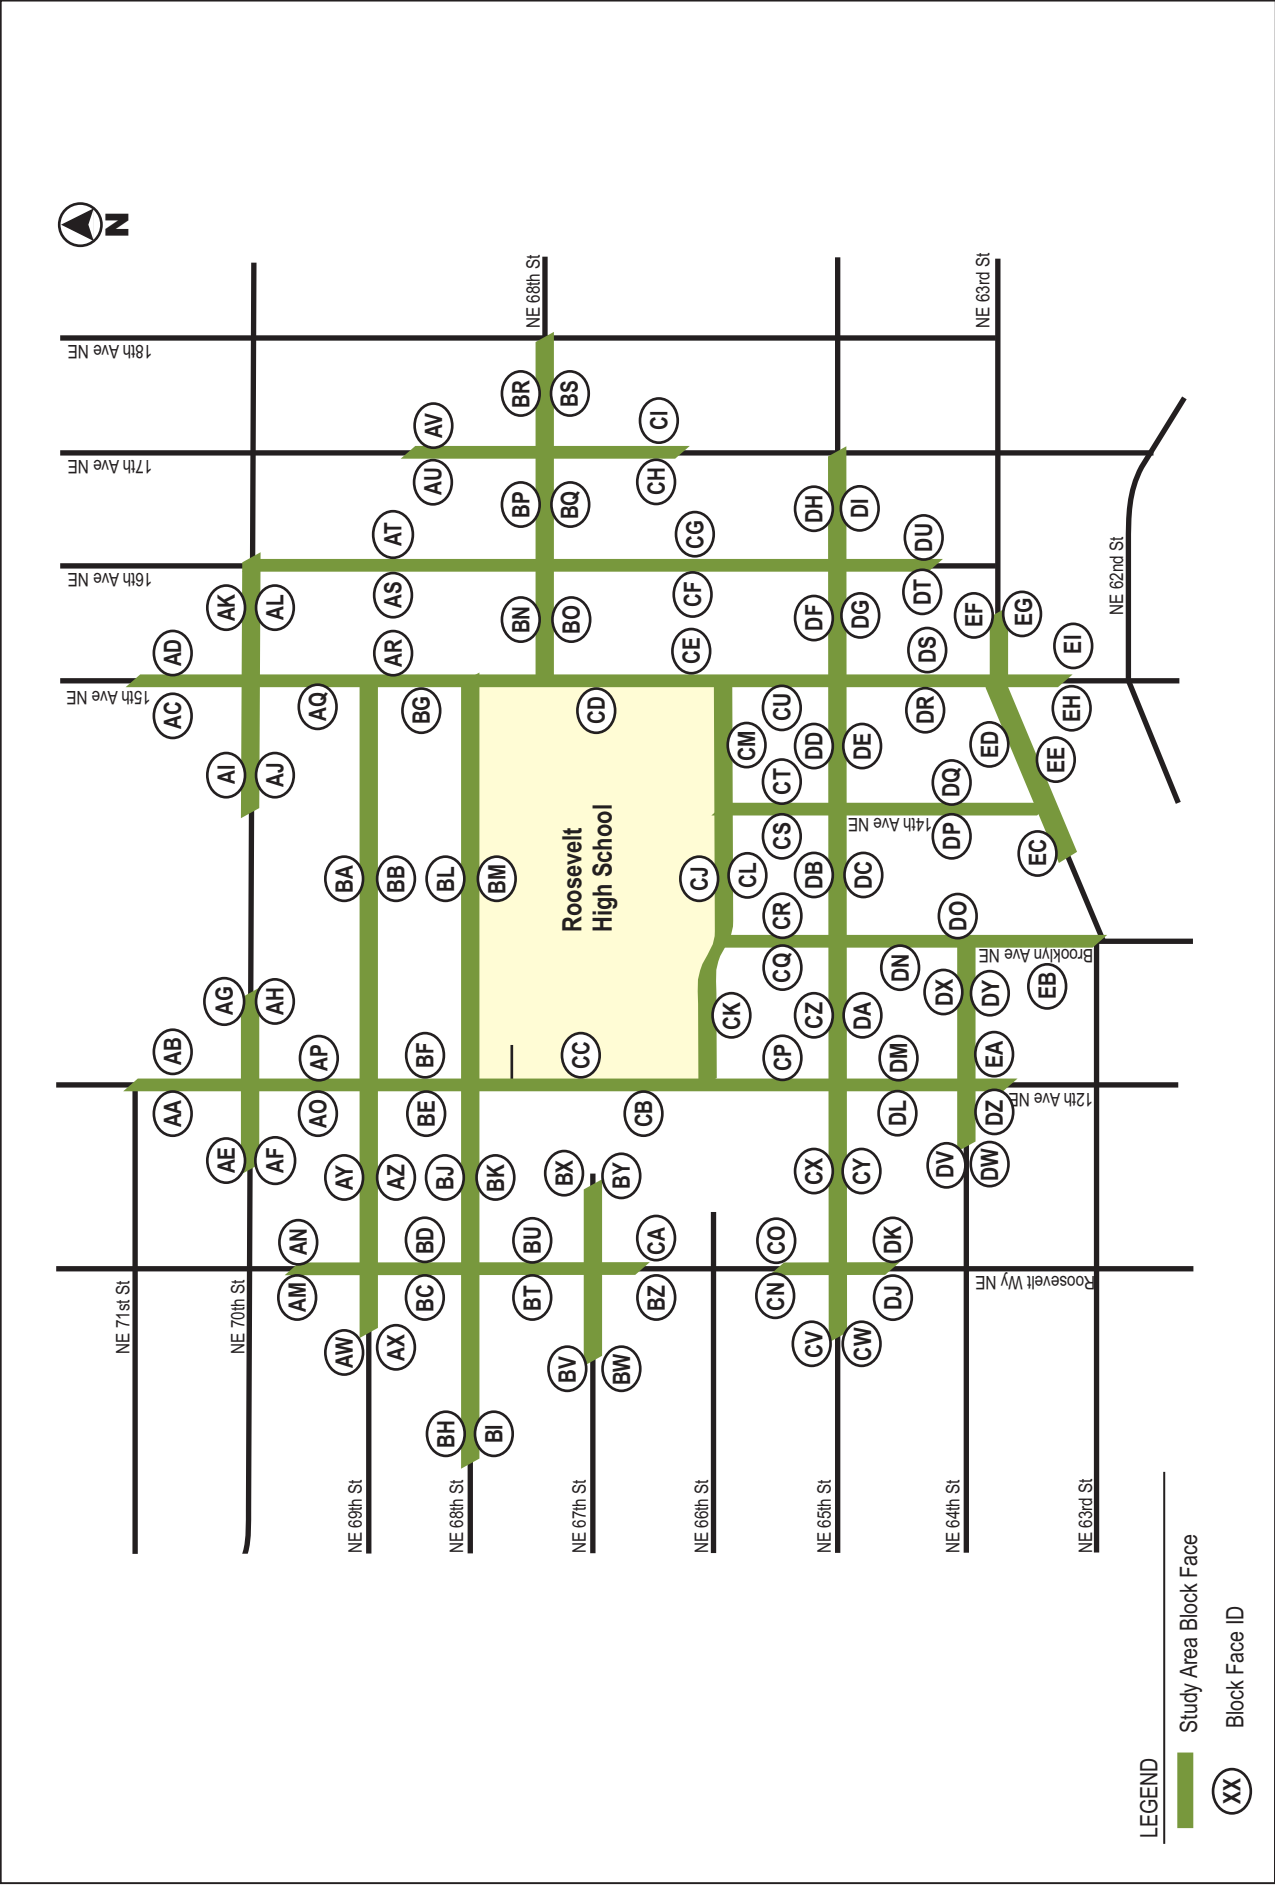 N
NE 71st St
NE 70th St
NE 69th St
NE 68th St
NE 67th St
NE 66th St
NE 65th St
NE 64th St
NE 63rd St
NE 68th St
NE 63rd St
NE 62nd St
Roosevelt Wy NE
12th Ave NE
Brooklyn Ave NE
14th Ave NE
15th Ave NE
16th Ave NE
17th Ave NE
18th Ave NE
Roosevelt
High School
AA
AB
AC
AD
AE
AG
AI
AK
AF
AH
AJ
AL
AM
AN
AO
AP
AQ
AR
AS
AT
AU
AV
AW
AY
BA
AX
AZ
BB
BC
BD
BE
BF
BG
BH
BJ
BL
BI
BK
BM
BN
BP
BR
BO
BQ
BS
BT
BU
BV
BX
BW
BY
BZ
CA
CB
CC
CD
CE
CF
CG
CH
CI
CJ
CK
CL
CM
CN
CO
CP
CQ
CR
CS
CT
CU
CV
CX
CZ
DB
DD
DF
DH
CW
CY
DA
DC
DE
DG
DI
DJ
DK
DL
DM
DN
DO
DP
DQ
DR
DS
DT
DU
DV
DX
DW
DY
DZ
EA
EB
EC
ED
EE
EF
EG
EH
EI
LEGEND
Study Area Block Face
XX
Block Face ID